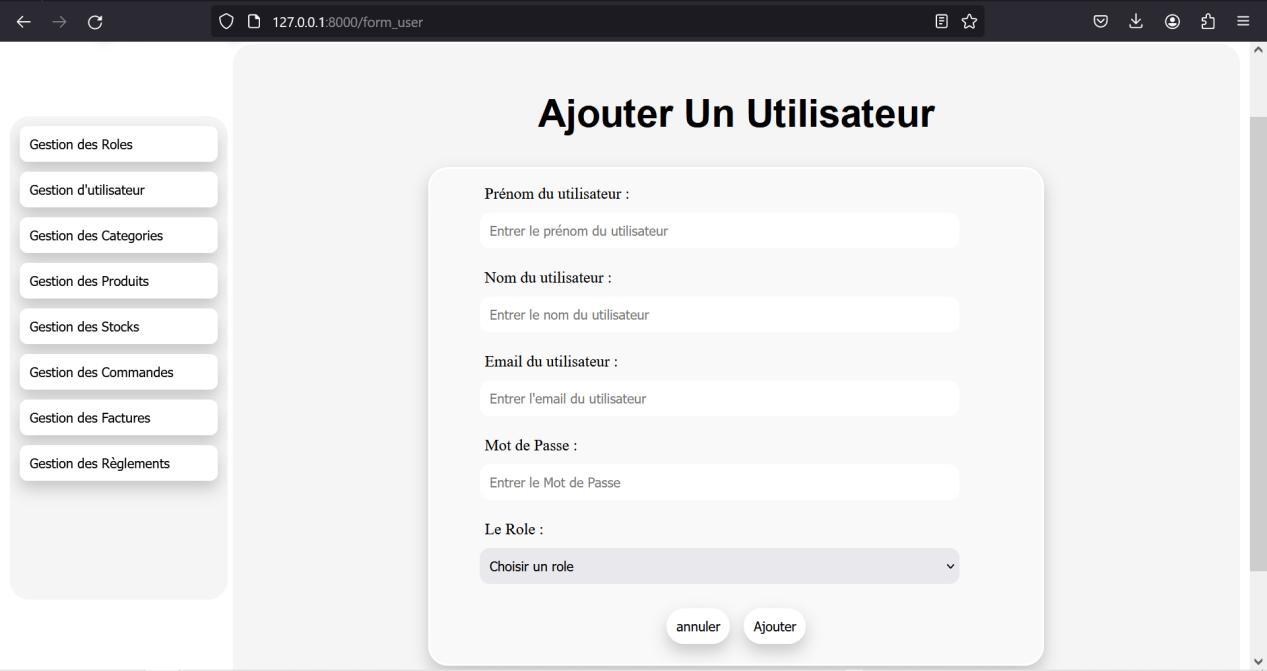 127.0.0.1:8000/form_user
Gestion des Roles
Gestion d'utilisateur
Gestion des Categories
Gestion des Produits
Gestion des Stocks
Gestion des Commandes
Gestion des Factures
Gestion des Règlements
Ajouter Un Utilisateur
Prénom du utilisateur :
Entrer le prénom du utilisateur
Nom du utilisateur :
Entrer le nom du utilisateur
Email du utilisateur :
Entrer l'email du utilisateur
Mot de Passe :
Entrer le Mot de Passe
Le Role :
Choisir un role
annuler Ajouter